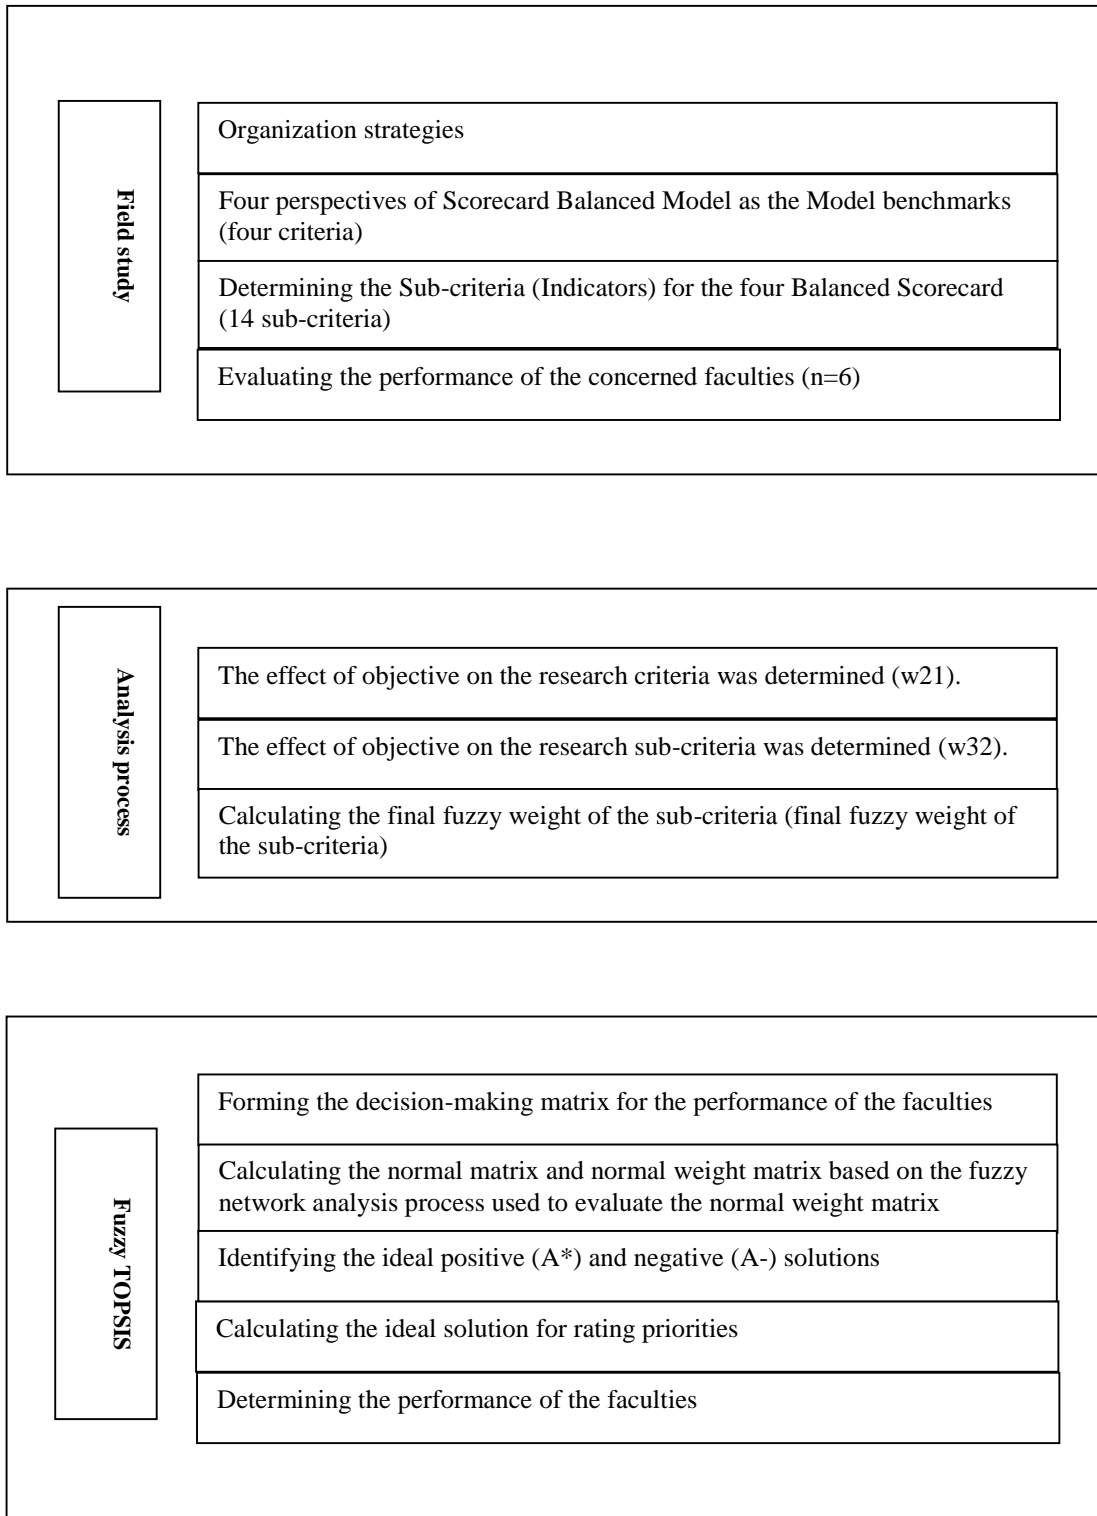 Field study
Organization strategies
Four perspectives of Scorecard Balanced Model as the Model benchmarks
(four criteria)
Determining the Sub-criteria (Indicators) for the four Balanced Scorecard
(14 sub-criteria)
Evaluating the performance of the concerned faculties (n=6)
Analysis process
The effect of objective on the research criteria was determined (w21).
The effect of objective on the research sub-criteria was determined (w32).
Calculating the final fuzzy weight of the sub-criteria (final fuzzy weight of
the sub-criteria)
Fuzzy TOPSIS
Forming the decision-making matrix for the performance of the faculties
Calculating the normal matrix and normal weight matrix based on the fuzzy
network analysis process used to evaluate the normal weight matrix
Identifying the ideal positive (A*) and negative (A-) solutions
Calculating the ideal solution for rating priorities
Determining the performance of the faculties